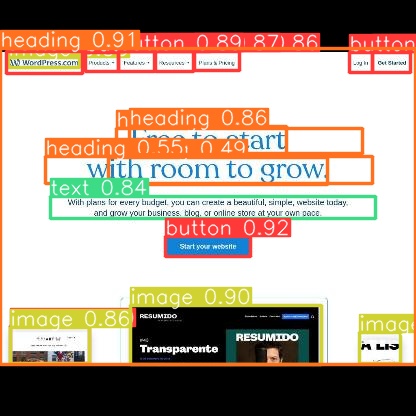 heading 0.91
button 0.89
87
.86
button
WordPress.com
Products
Features
Resources
Plans & Pricing
Log In
Get Started
heading 0.86
Free to start
heading 0.55
0.49
with room to grow.
text 0.84
With plans for every budget, you can create a beautiful, simple, website today,
and grow your business, blog, or online store at your own pace.
button 0.92
Start your website
image 0.90
image 0.86
image
RESUMIDO
Transparente
RESUMIDO